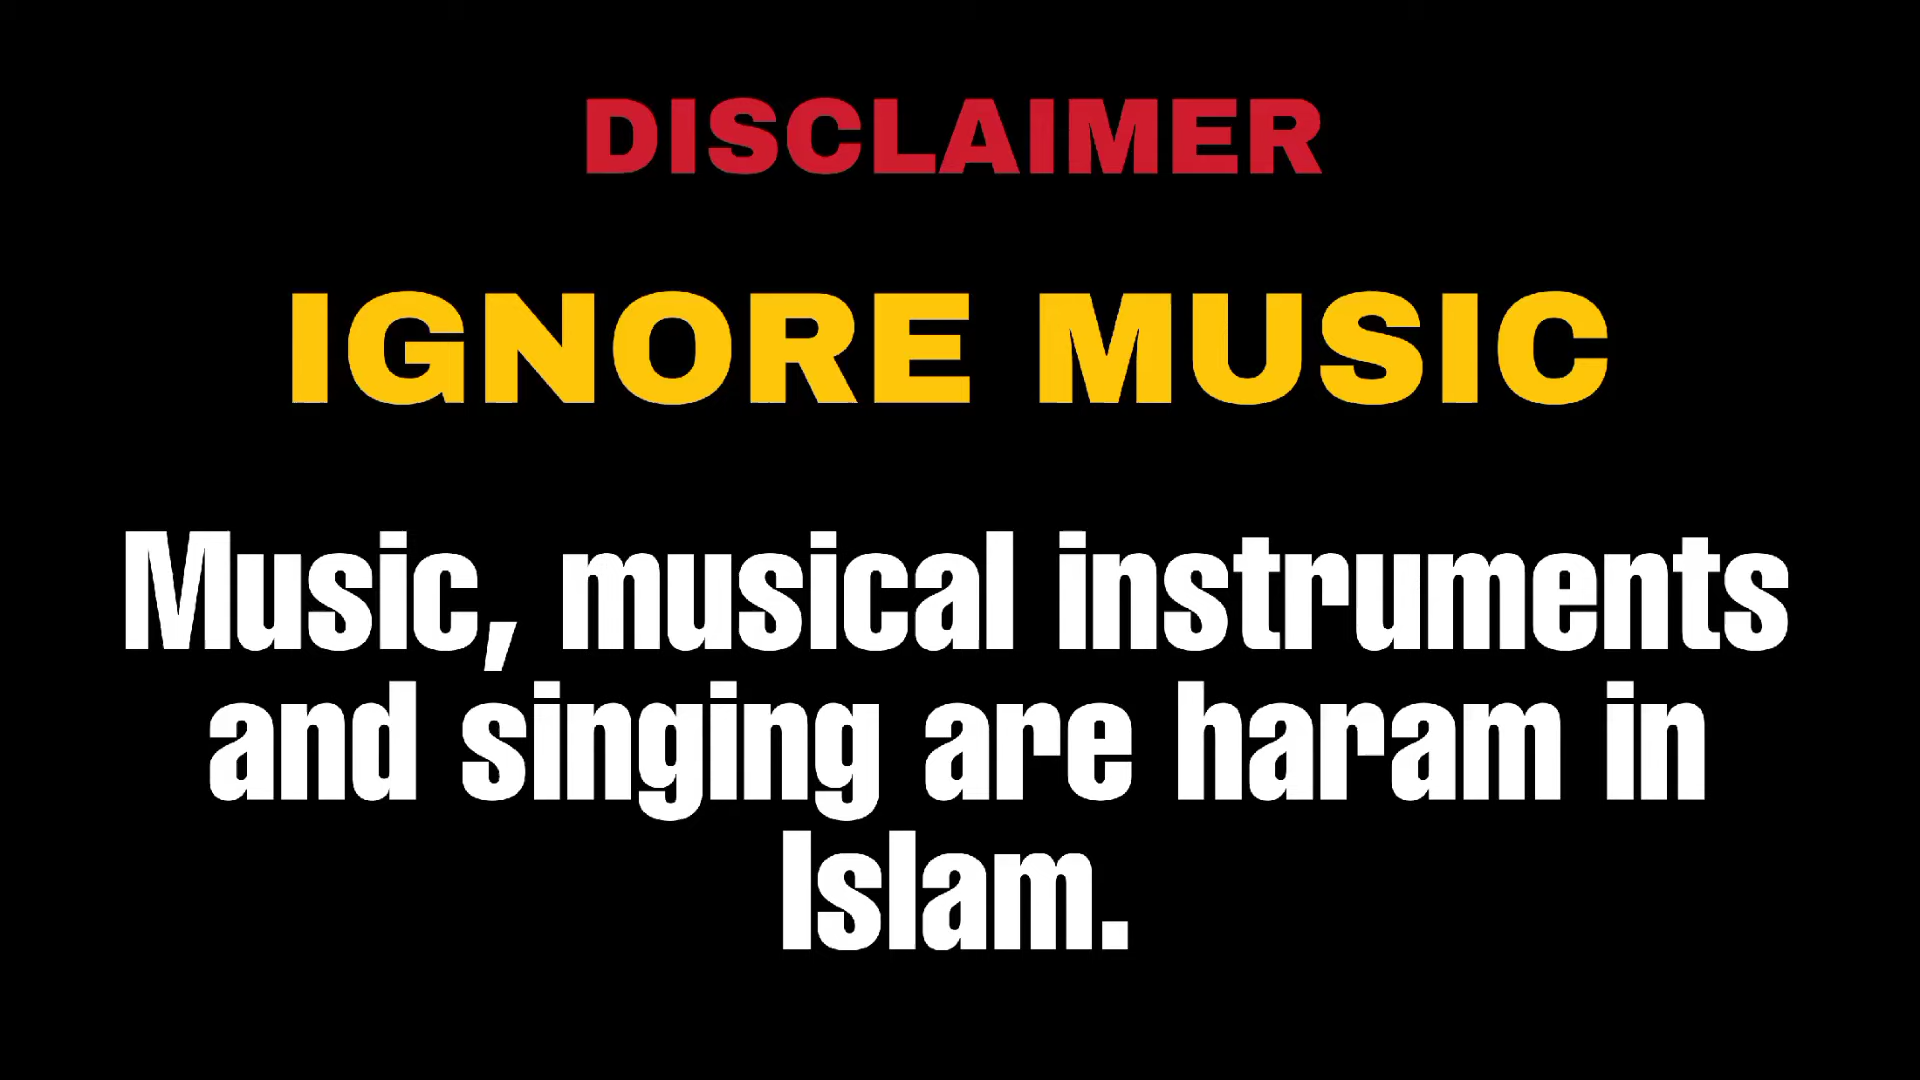 DISCLAIMER
IGNORE MUSIC
Music, musical instruments
and singing are haram in
Islam.